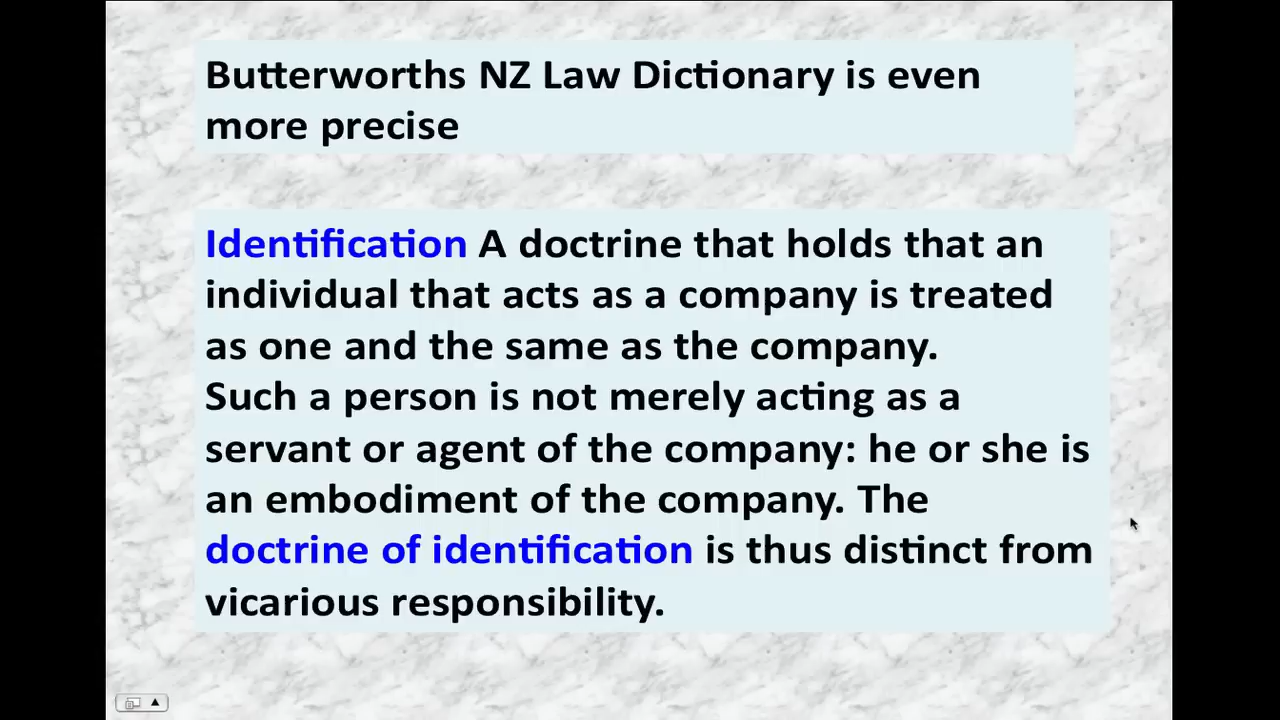 Butterworths NZ Law Dictionary is even
more precise
Identification A doctrine that holds that an
individual that acts as a company is treated
as one and the same as the company.
Such a person is not merely acting as a
servant or agent of the company: he or she is
an embodiment of the company. The
doctrine of identification is thus distinct from
vicarious responsibility.